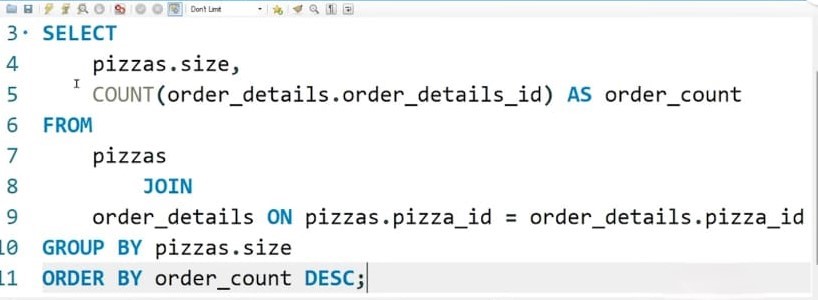 Don't Limit
3 SELECT
4 pizzas.size,
5 COUNT(order_details.order_details_id) AS order_count
6 FROM
7 pizzas
8 JOIN
9 order_details ON pizzas.pizza_id = order_details.pizza_id
10 GROUP BY pizzas.size
11 ORDER BY order_count DESC;